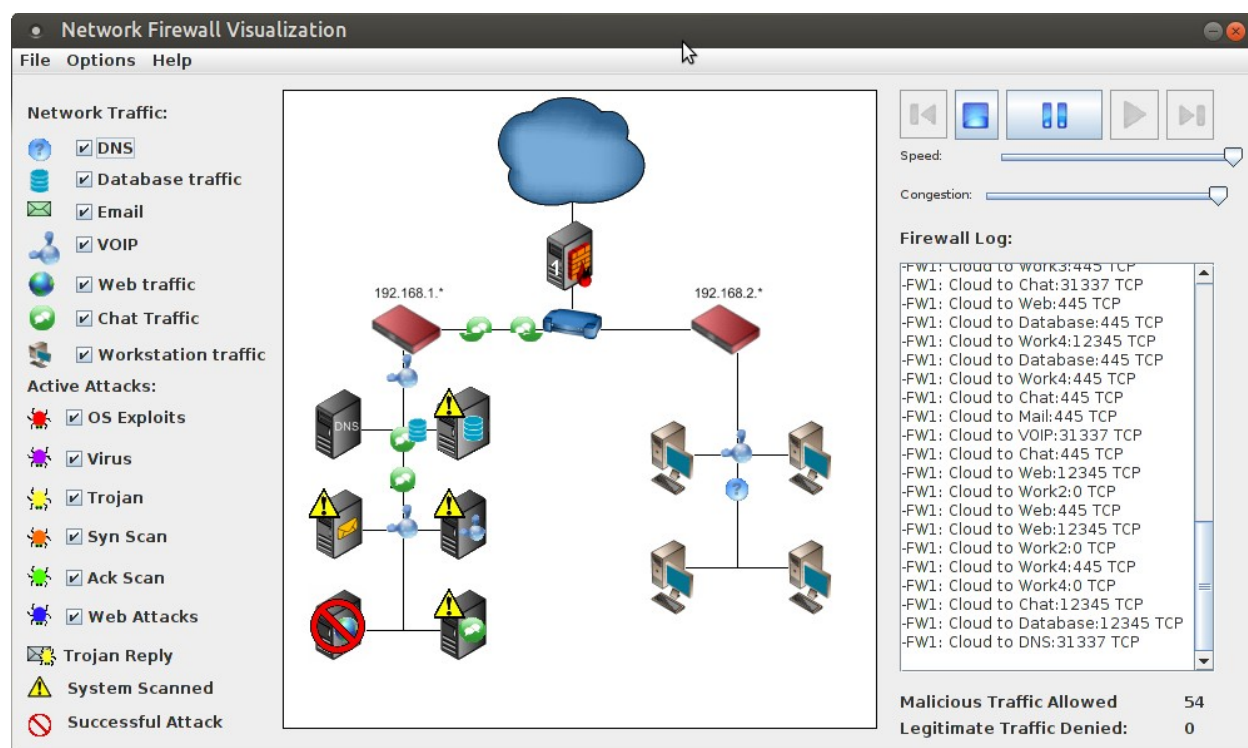 Network Firewall Visualization
File Options Help
Network Traffic:
DNS
Database traffic
Email
VOIP
Web traffic
Chat Traffic
Workstation traffic
Active Attacks:
OS Exploits
Virus
Trojan
Syn Scan
Ack Scan
Web Attacks
Trojan Reply
System Scanned
Successful Attack
1
192.168.1.*
192.168.2.*
DNS
Speed:
Congestion:
Firewall Log:
-FW1: Cloud to Work3:445 TCP
-FW1: Cloud to Chat:31337 TCP
-FW1: Cloud to Web:445 TCP
-FW1: Cloud to Database:445 TCP
-FW1: Cloud to Work4:12345 TCP
-FW1: Cloud to Database:445 TCP
-FW1: Cloud to Work4:445 TCP
-FW1: Cloud to Chat:445 TCP
-FW1: Cloud to Mail:445 TCP
-FW1: Cloud to VOIP:31337 TCP
-FW1: Cloud to Chat:445 TCP
-FW1: Cloud to Web:12345 TCP
-FW1: Cloud to Work2:0 TCP
-FW1: Cloud to Web:445 TCP
-FW1: Cloud to Web:12345 TCP
-FW1: Cloud to Work2:0 TCP
-FW1: Cloud to Work4:445 TCP
-FW1: Cloud to Work4:0 TCP
-FW1: Cloud to Chat:12345 TCP
-FW1: Cloud to Database:12345 TCP
-FW1: Cloud to DNS:31337 TCP
Malicious Traffic Allowed 54
Legitimate Traffic Denied: 0